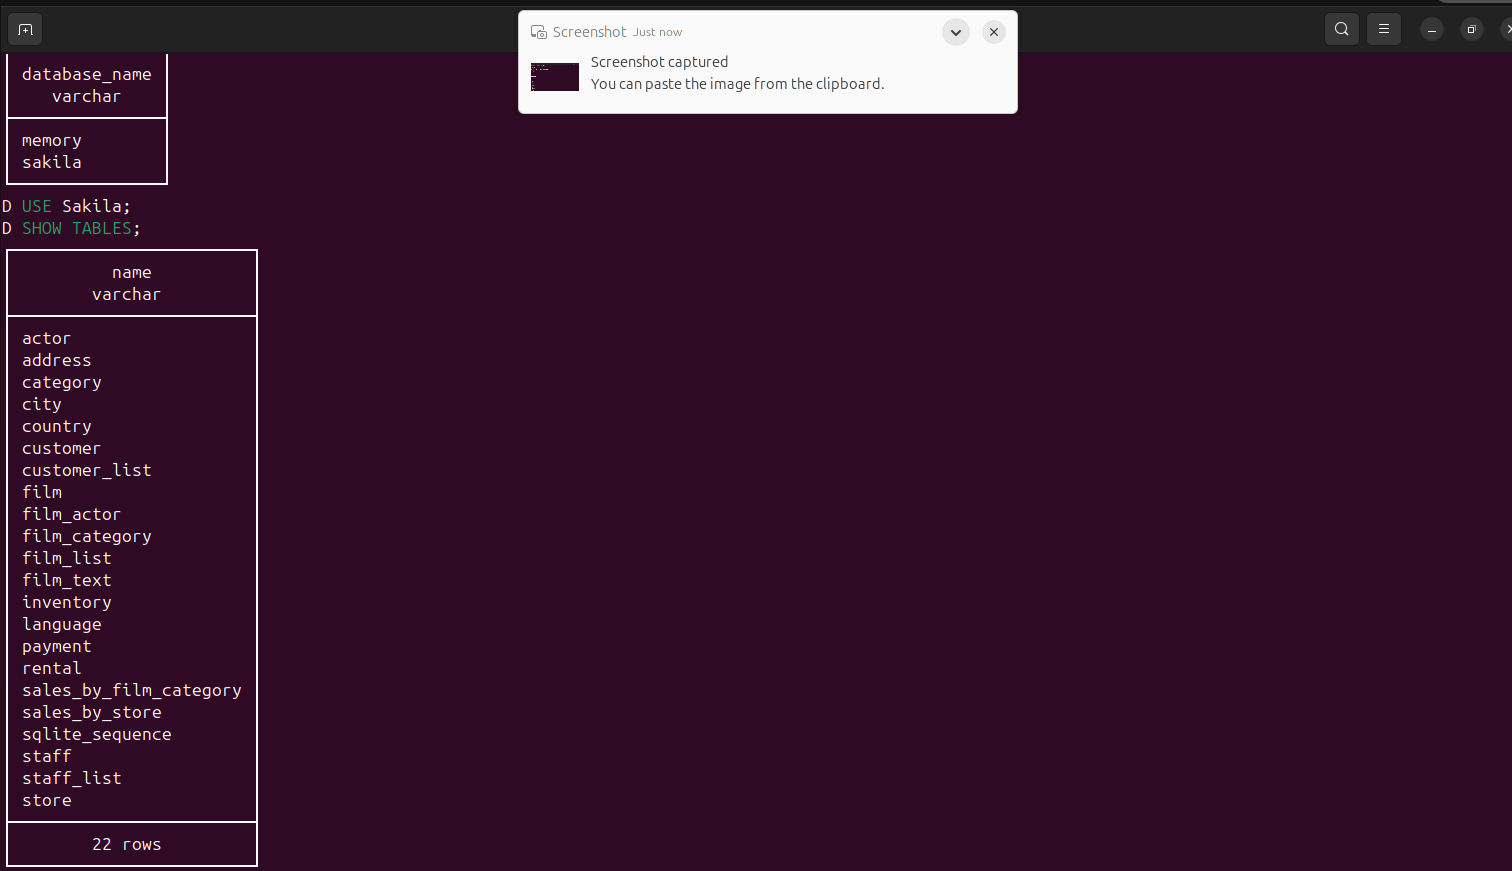 Screenshot Just now
Screenshot captured
You can paste the image from the clipboard.
database_name
varchar
memory
sakila
D USE Sakila;
D SHOW TABLES;
name
varchar
actor
address
category
city
country
customer
customer_list
film
film_actor
film_category
film_list
film_text
inventory
language
payment
rental
sales_by_film_category
sales_by_store
sqlite_sequence
staff
staff_list
store
22 rows